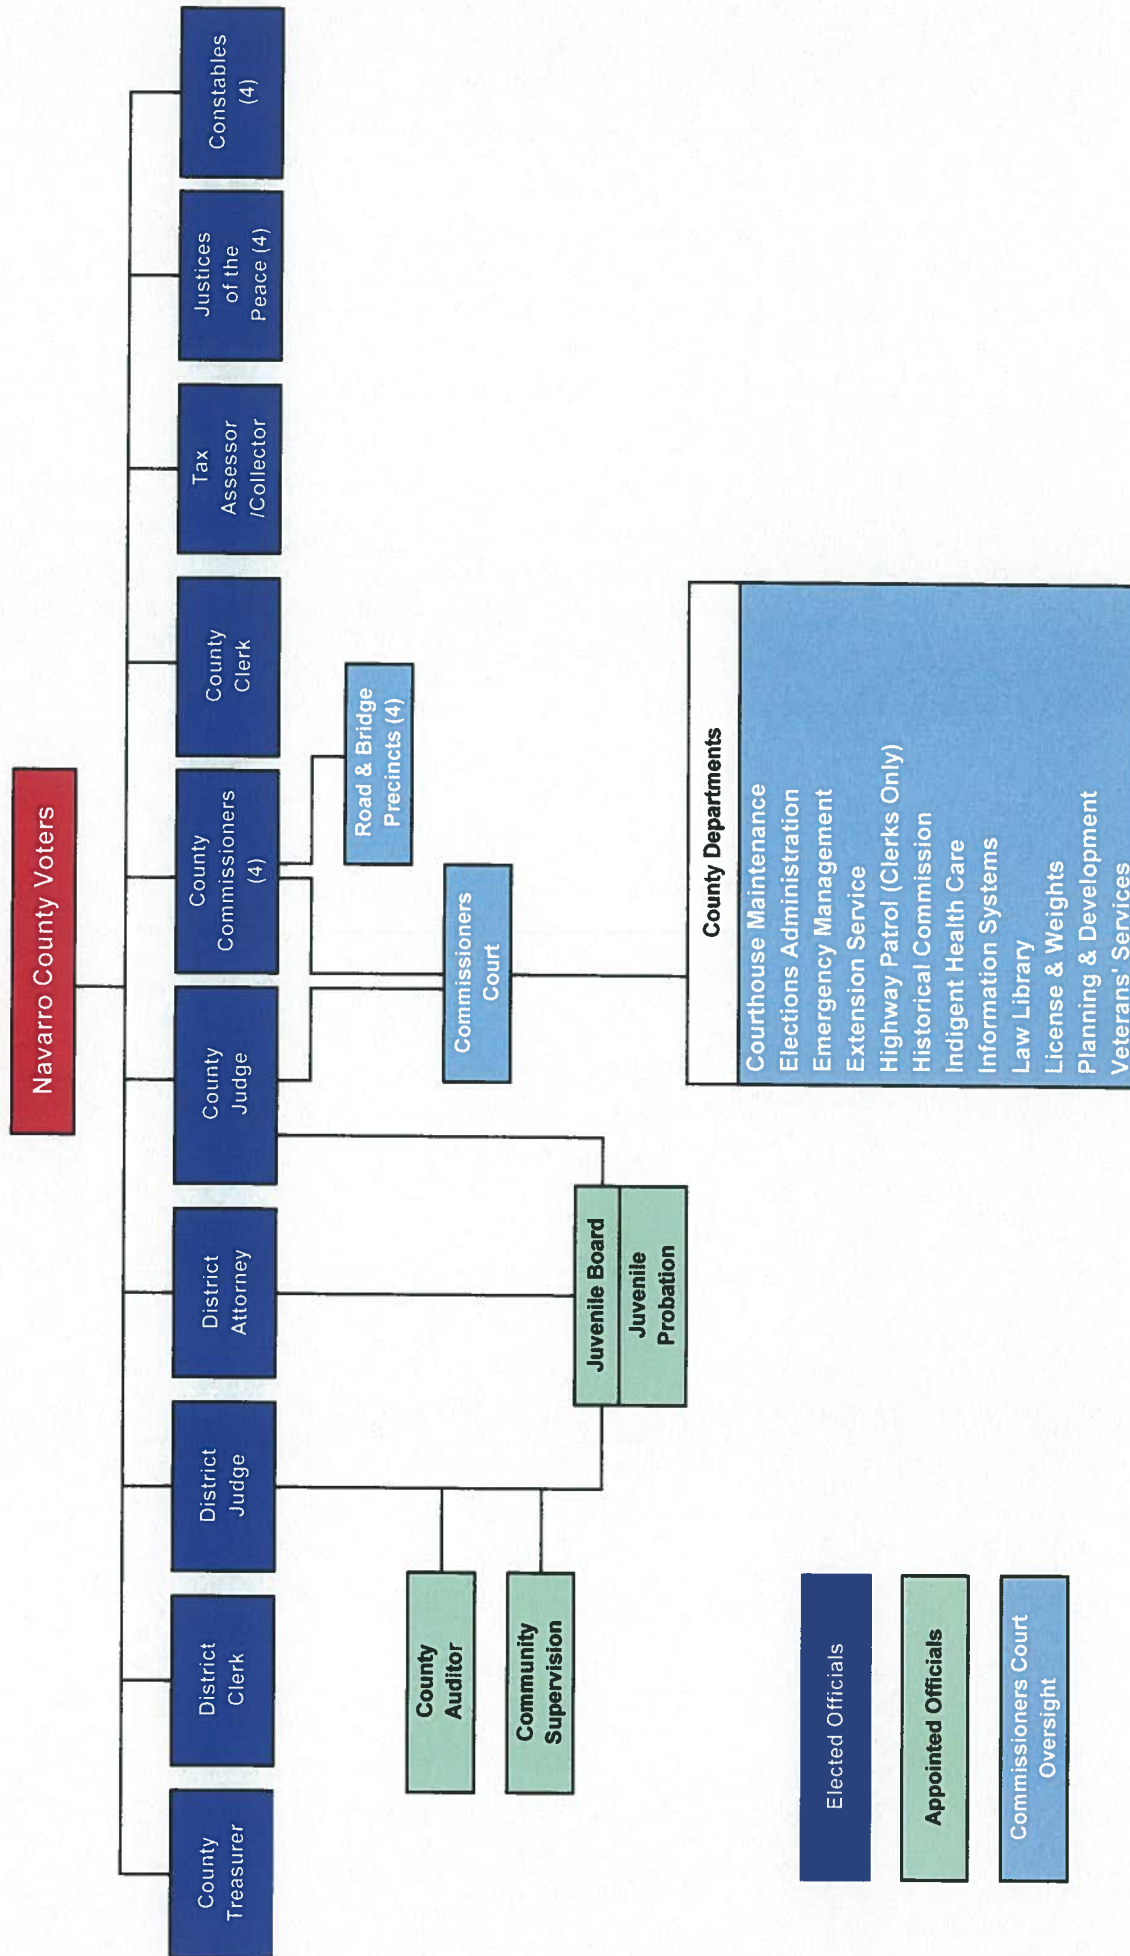 Navarro County Voters
County
Treasurer
District
Clerk
District
Judge
District
Attorney
County
Judge
County
Commissioners
(4)
County
Clerk
Tax
Assessor
/Collector
Justices
of the
Peace (4)
Constables
(4)
Road & Bridge
Precincts (4)
County
Auditor
Commissioners
Court
Community
Supervision
Juvenile Board
Juvenile
Probation
County Departments
Courthouse Maintenance
Elections Administration
Emergency Management
Extension Service
Highway Patrol (Clerks Only)
Historical Commission
Indigent Health Care
Information Systems
Law Library
License & Weights
Planning & Development
Veterans' Services
Elected Officials
Appointed Officials
Commissioners Court
Oversight